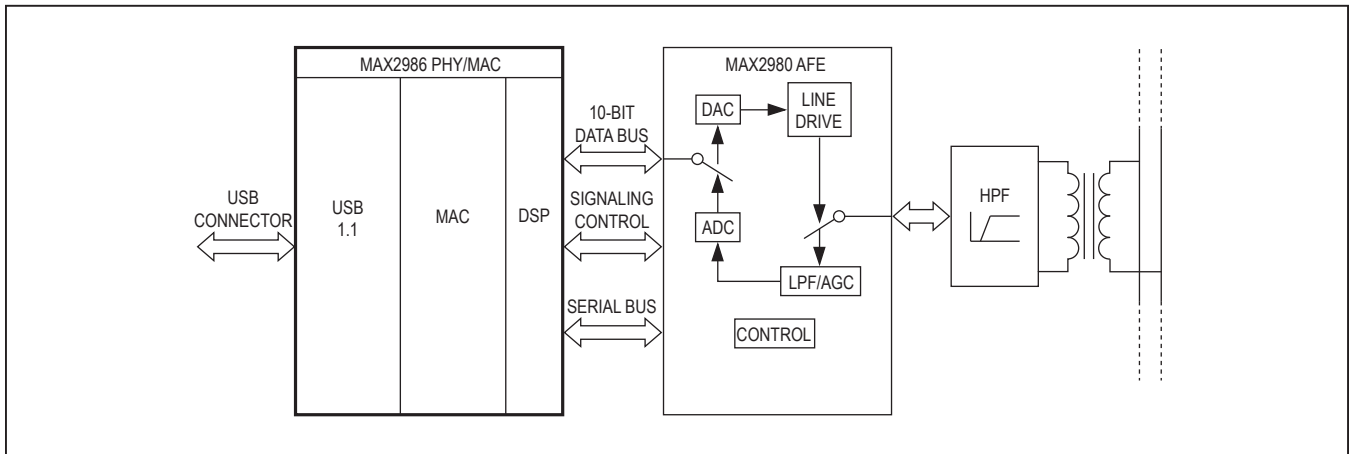 MAX2986 PHY/MAC
MAX2980 AFE
USB
CONNECTOR
USB
1.1
MAC
DSP
10-BIT
DATA BUS
SIGNALING
CONTROL
SERIAL BUS
DAC
LINE
DRIVE
ADC
LPF/AGC
CONTROL
HPF